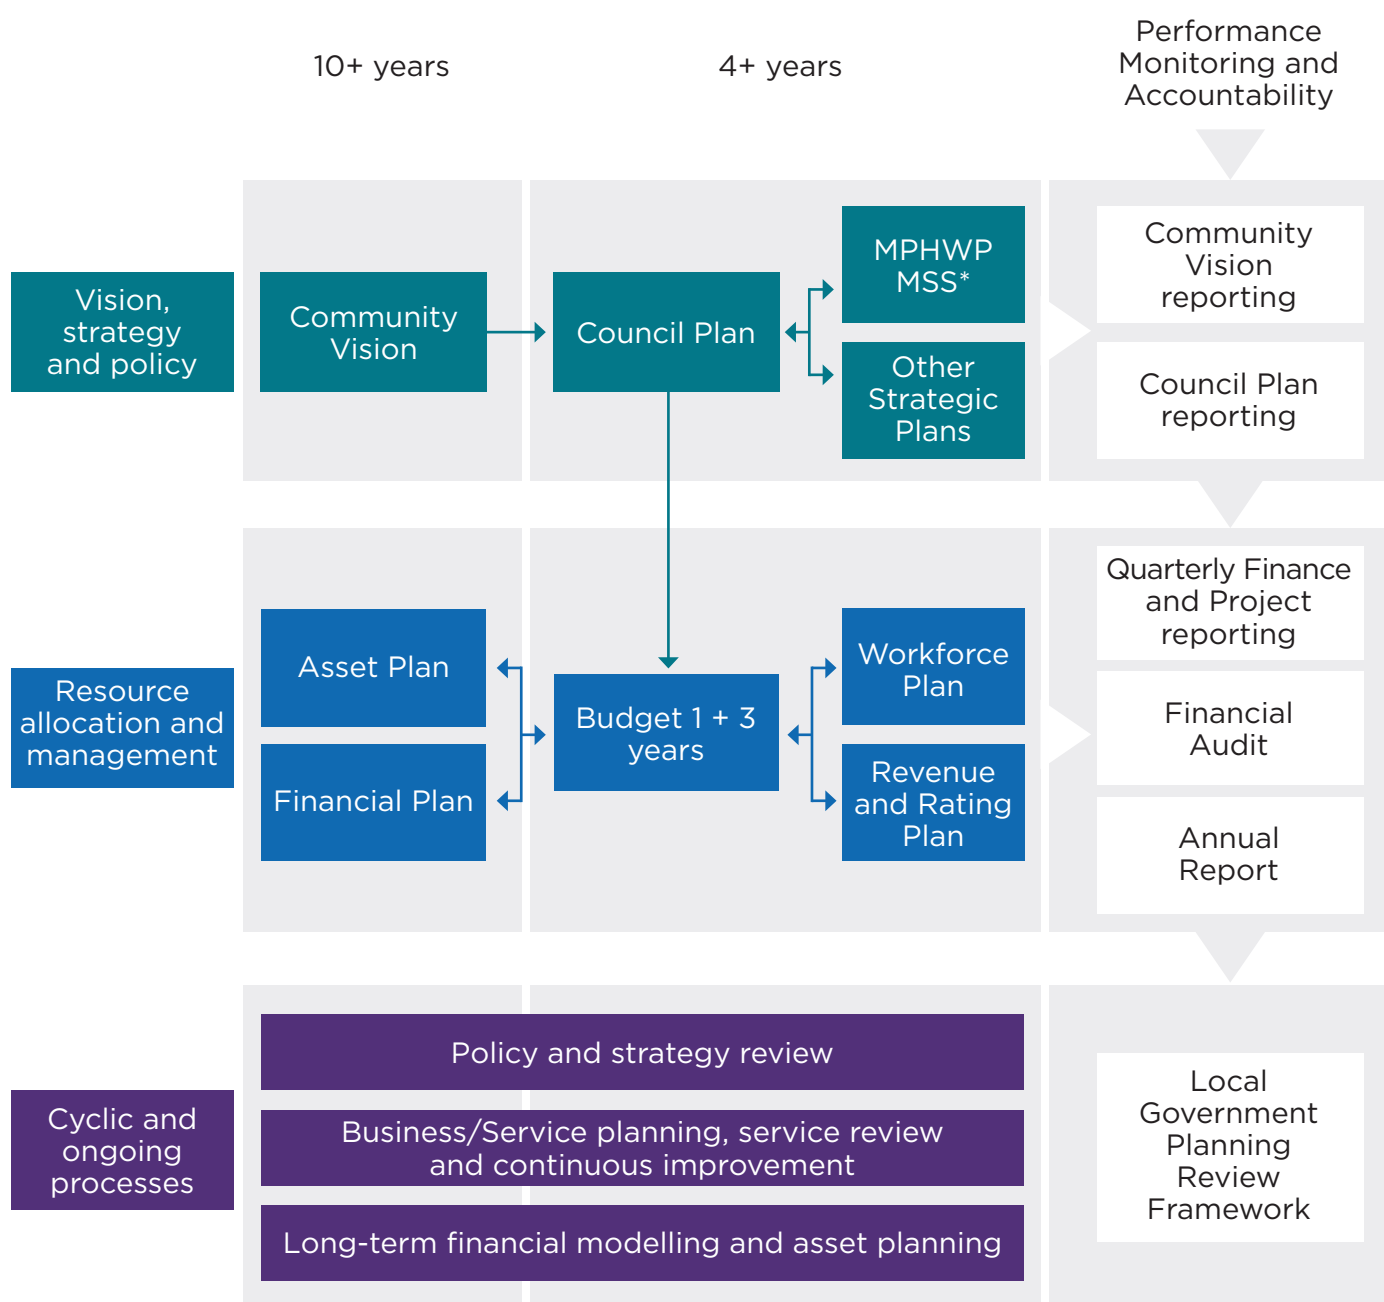 10+ years
4+ years
Performance
Monitoring and
Accountability
Vision,
strategy
and policy
Community
Vision
Council Plan
MPHWP
MSS*
Other
Strategic
Plans
Community
Vision
reporting
Council Plan
reporting
Resource
allocation and
management
Asset Plan
Financial Plan
Budget 1 + 3
years
Workforce
Plan
Revenue
and Rating
Plan
Quarterly Finance
and Project
reporting
Financial
Audit
Annual
Report
Cyclic and
ongoing
processes
Policy and strategy review
Business/Service planning, service review
and continuous improvement
Long-term financial modelling and asset planning
Local
Government
Planning
Review
Framework